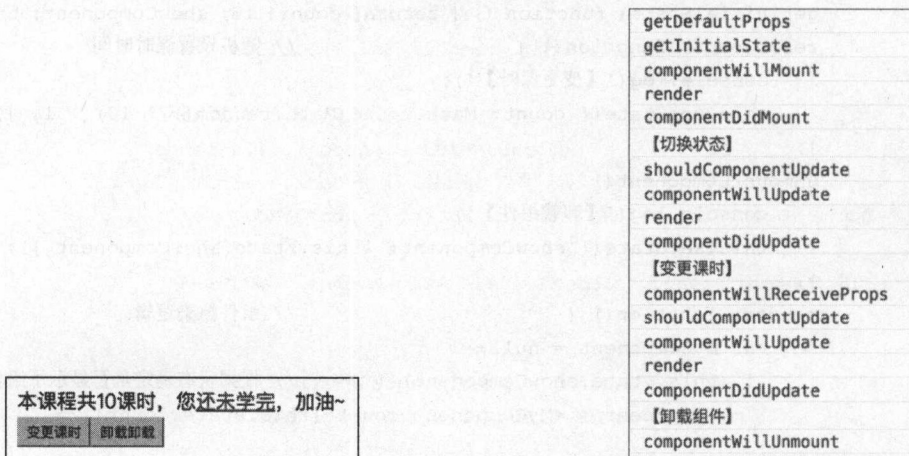 本课程共10课时，您还未学完，加油~
变更课时 卸载卸载
getDefaultProps
getInitialState
componentWillMount
render
componentDidMount
【切换状态】
shouldComponentUpdate
componentWillUpdate
render
componentDidUpdate
【变更课时】
componentWillReceiveProps
shouldComponentUpdate
componentWillUpdate
render
componentDidUpdate
【卸载组件】
componentWillUnmount